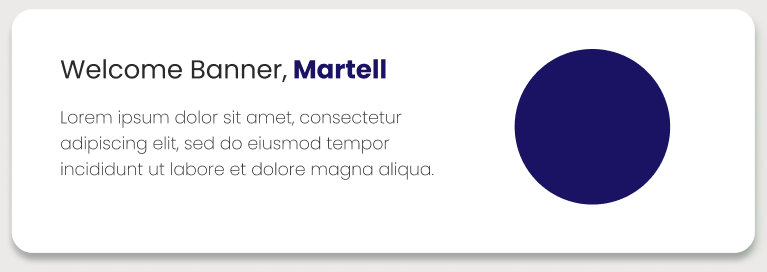 Welcome Banner, Martell
Lorem ipsum dolor sit amet, consectetur
adipiscing elit, sed do eiusmod tempor
incididunt ut labore et dolore magna aliqua.